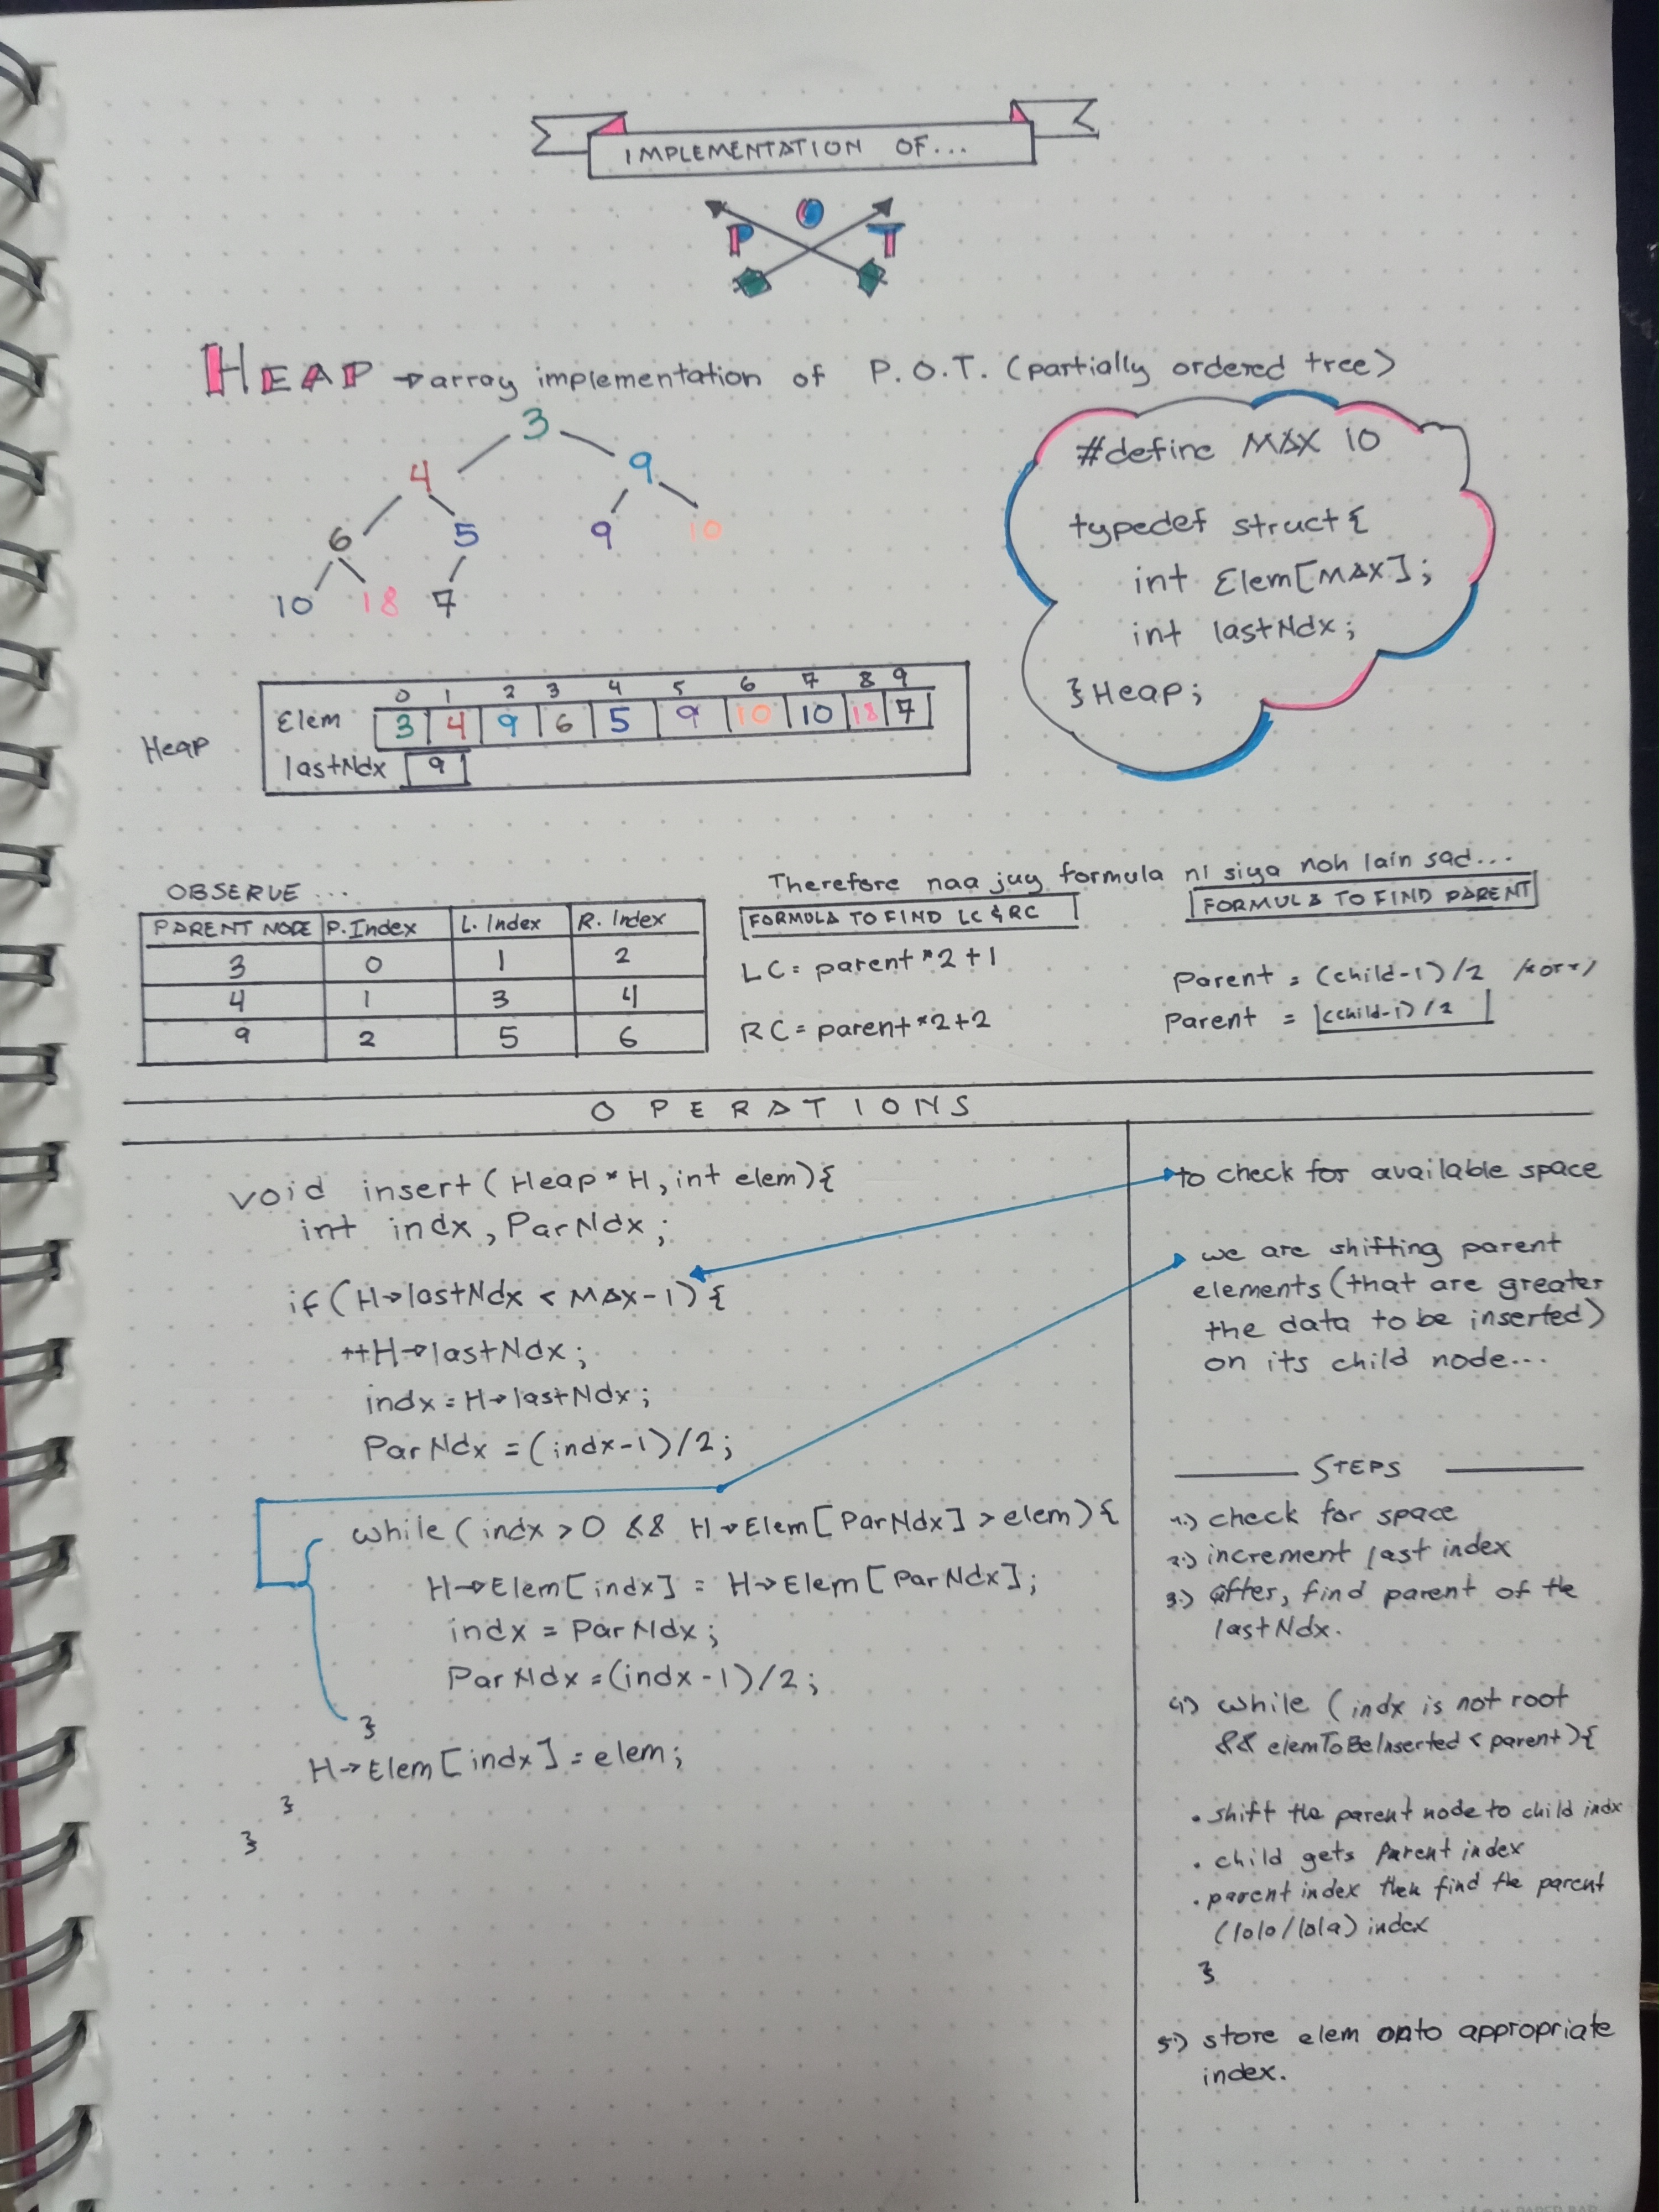 IMPLEMENTATION OF...
P O T
HEAP → array implementation of P.O.T. (partially ordered tree)
3
4 9
6 5 9 10
10 18 7
#define MAX 10
typedef struct{
int Elem[MAX];
int lastNdx;
}Heap;
0 1 2 3 4 5 6 7 8 9
Elem 3 4 9 6 5 9 10 10 18 7
Heap
lastNdx 9
OBSERVE...
PARENT NODE P.Index L. Index R. Index
3 0 1 2
4 1 3 4
9 2 5 6
Therefore naa juy formula ni siya noh lain sad...
FORMULA TO FIND LC & RC
LC = parent*2+1
RC = parent*2+2
FORMULA TO FIND PARENT
Parent = (child-1)/2 /*or*/
Parent = ⌊(child-1)/2⌋
OPERATIONS
void insert(Heap*H, int elem){
int indx, ParNdx;
if(H→lastNdx < MAX-1){
++H→lastNdx;
indx = H→lastNdx;
ParNdx = (indx-1)/2;
while(indx > 0 && H→Elem[ParNdx] > elem){
H→Elem[indx] = H→Elem[ParNdx];
indx = ParNdx;
ParNdx = (indx-1)/2;
}
H→Elem[indx] = elem;
}
}
to check for available space
we are shifting parent
elements (that are greater
the data to be inserted)
on its child node...
STEPS
1.) check for space
2.) increment last index
3.) after, find parent of the
lastNdx.
4.) while (indx is not root
&& elemToBeInserted < parent){
• shift the parent node to child indx
• child gets Parent index
• parent index then find the parent
(lolo/lola) index
}
5.) store elem onto appropriate
index.